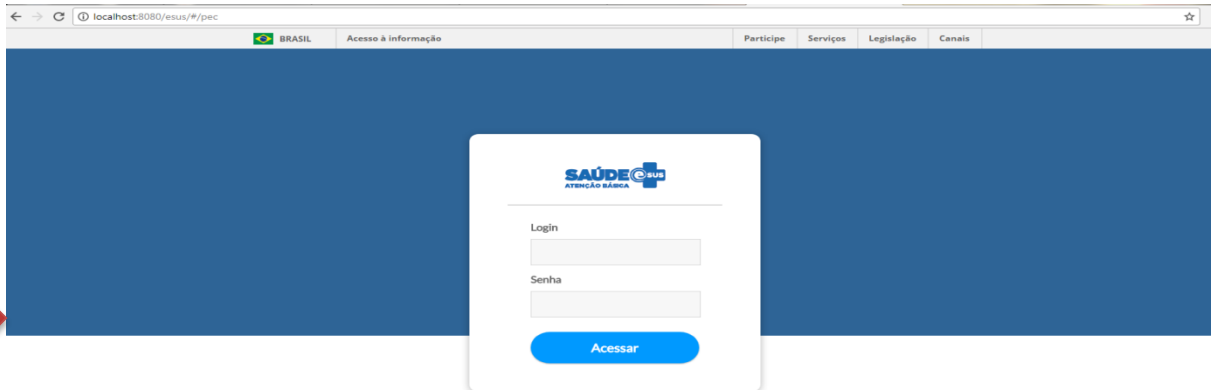 localhost:8080/esus/#/pec
BRASIL Acesso à informação Participe Serviços Legislação Canais
SAÚDE e SUS
ATENÇÃO BÁSICA
Login
Senha
Acessar